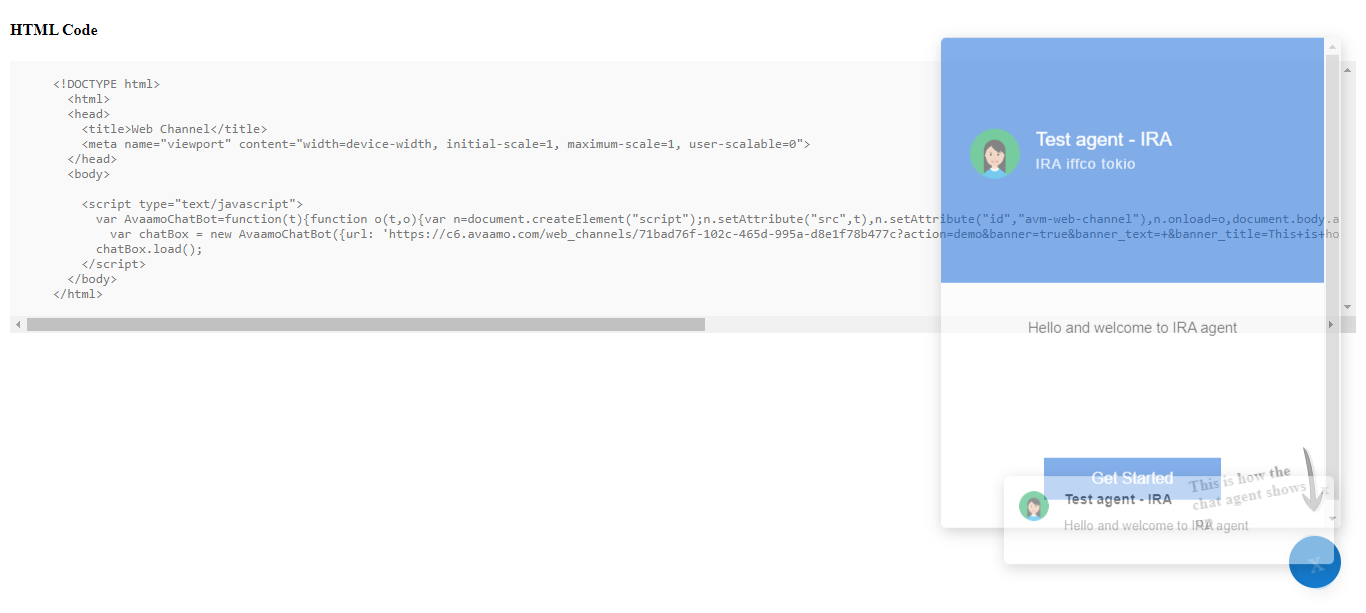 HTML Code
<!DOCTYPE html>
<html>
<head>
<title>Web Channel</title>
<meta name="viewport" content="width=device-width, initial-scale=1, maximum-scale=1, user-scalable=0">
</head>
<body>
<script type="text/javascript">
var AvaamoChatBot=function(t){function o(t,o){var n=document.createElement("script");n.setAttribute("src",t),n.setAttribute("id","avm-web-channel"),n.onload=o,document.body.a
var chatBox = new AvaamoChatBot({url: 'https://c6.avaamo.com/web_channels/71bad76f-102c-465d-995a-d8e1f78b477c?action=demo&banner=true&banner_text=+&banner_title=This+is+ho
chatBox.load();
</script>
</body>
</html>
Test agent - IRA
IRA iffco tokio
Hello and welcome to IRA agent
Get Started
This is how the
chat agent shows
up
Test agent - IRA
x
Hello and welcome to IRA agent
X